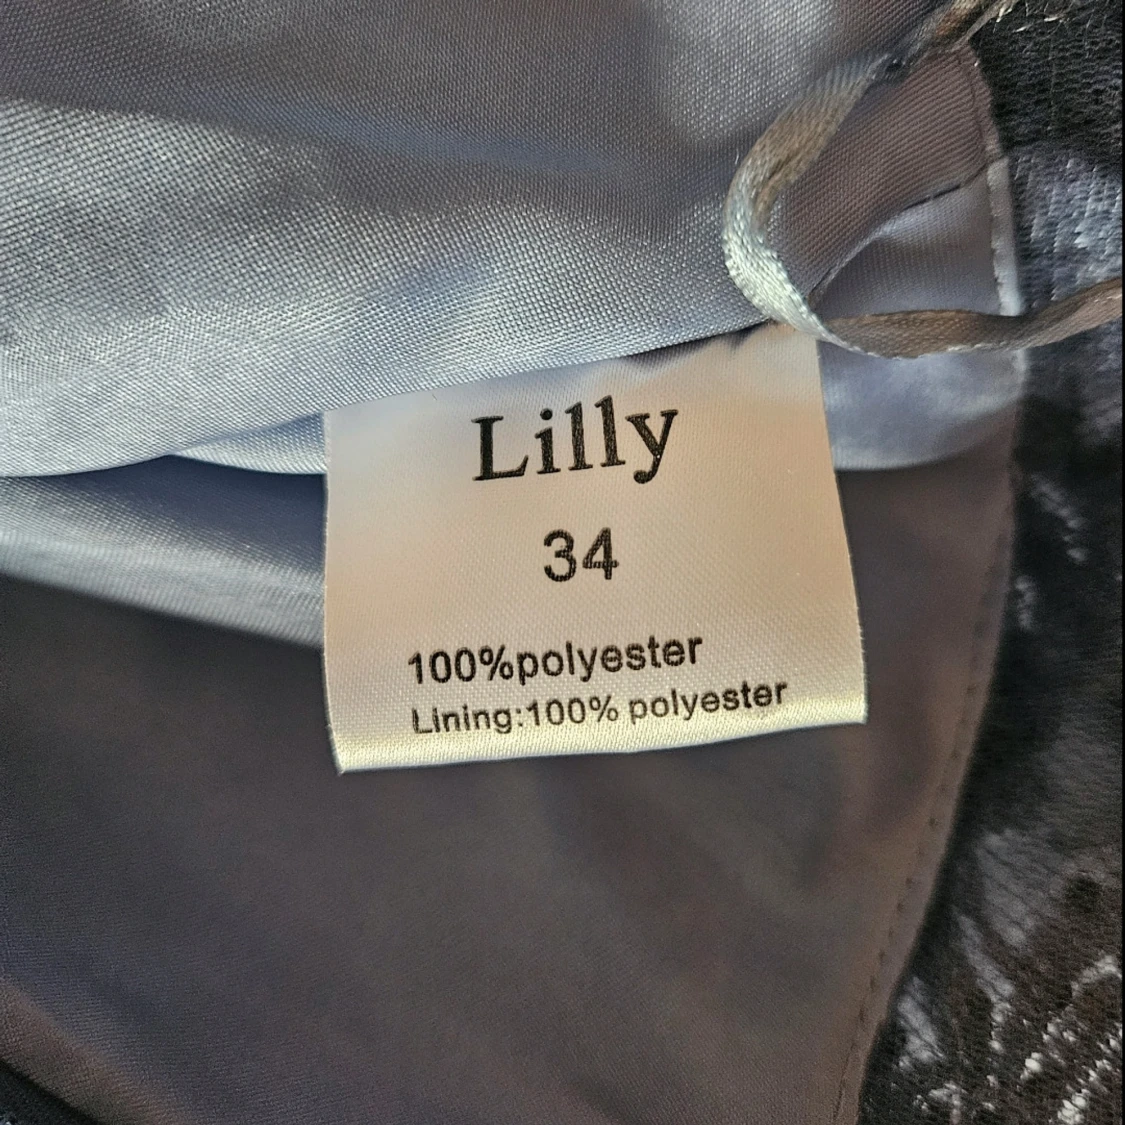 Lilly
34
100%polyester
Lining:100% polyester